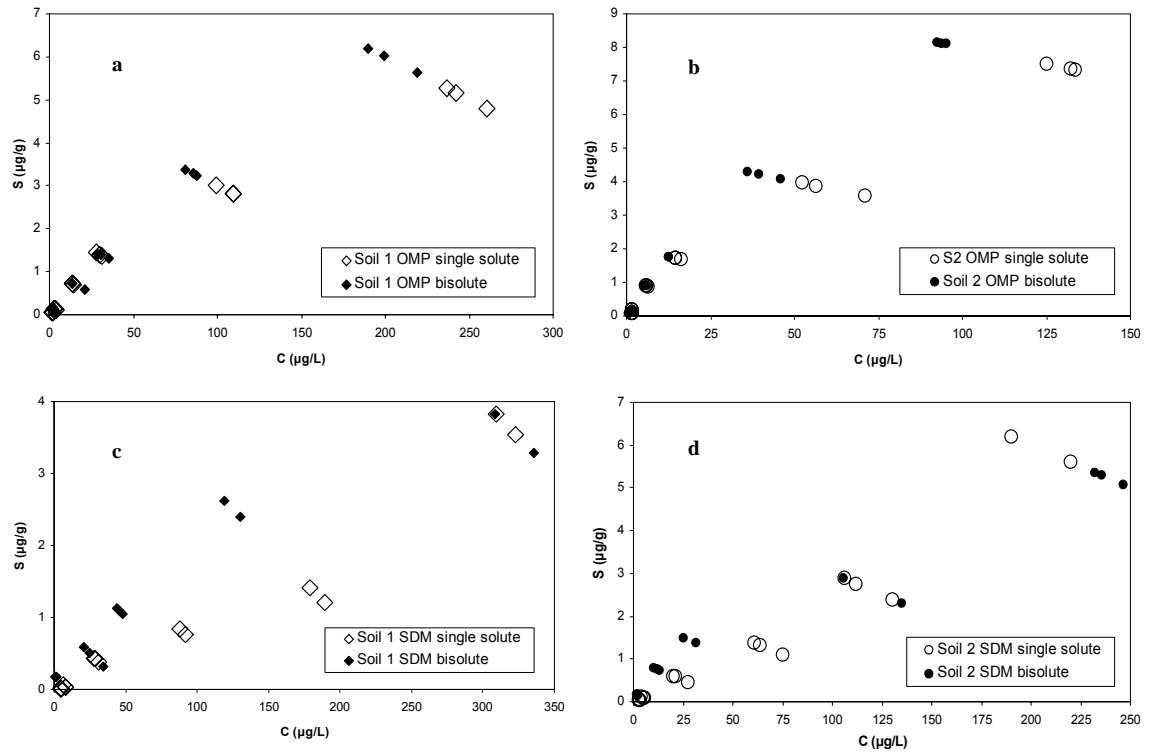 7
6
5
4
3
2
1
0
S (µg/g)
a
◇ Soil 1 OMP single solute
◆ Soil 1 OMP bisolute
0 50 100 150 200 250 300
C (µg/L)
9
8
7
6
5
4
3
2
1
0
S (µg/g)
b
○ S2 OMP single solute
● Soil 2 OMP bisolute
0 25 50 75 100 125 150
C (µg/L)
4
3
2
1
0
S (µg/g)
c
◇ Soil 1 SDM single solute
◆ Soil 1 SDM bisolute
0 50 100 150 200 250 300 350
C (µg/L)
7
6
5
4
3
2
1
0
S (µg/g)
d
○ Soil 2 SDM single solute
● Soil 2 SDM bisolute
0 25 50 75 100 125 150 175 200 225 250
C (µg/L)